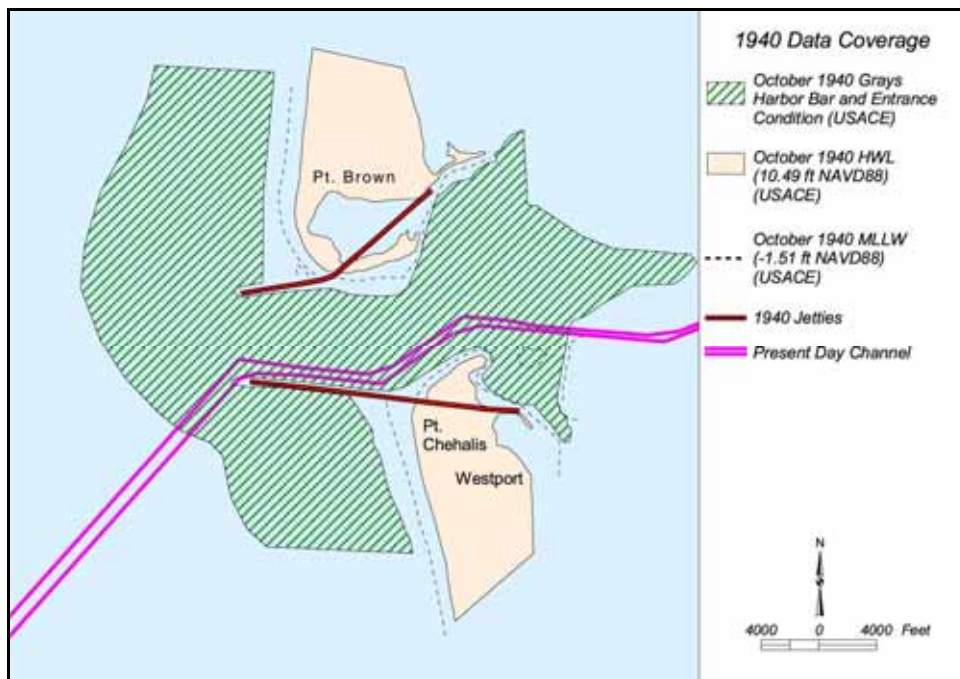 1940 Data Coverage
October 1940 Grays
Harbor Bar and Entrance
Condition (USACE)
October 1940 HWL
(10.49 ft NAVD88)
(USACE)
October 1940 MLLW
(-1.51 ft NAVD88)
(USACE)
1940 Jetties
Present Day Channel
Pt. Brown
Pt.
Chehalis
Westport
N
4000 0 4000 Feet